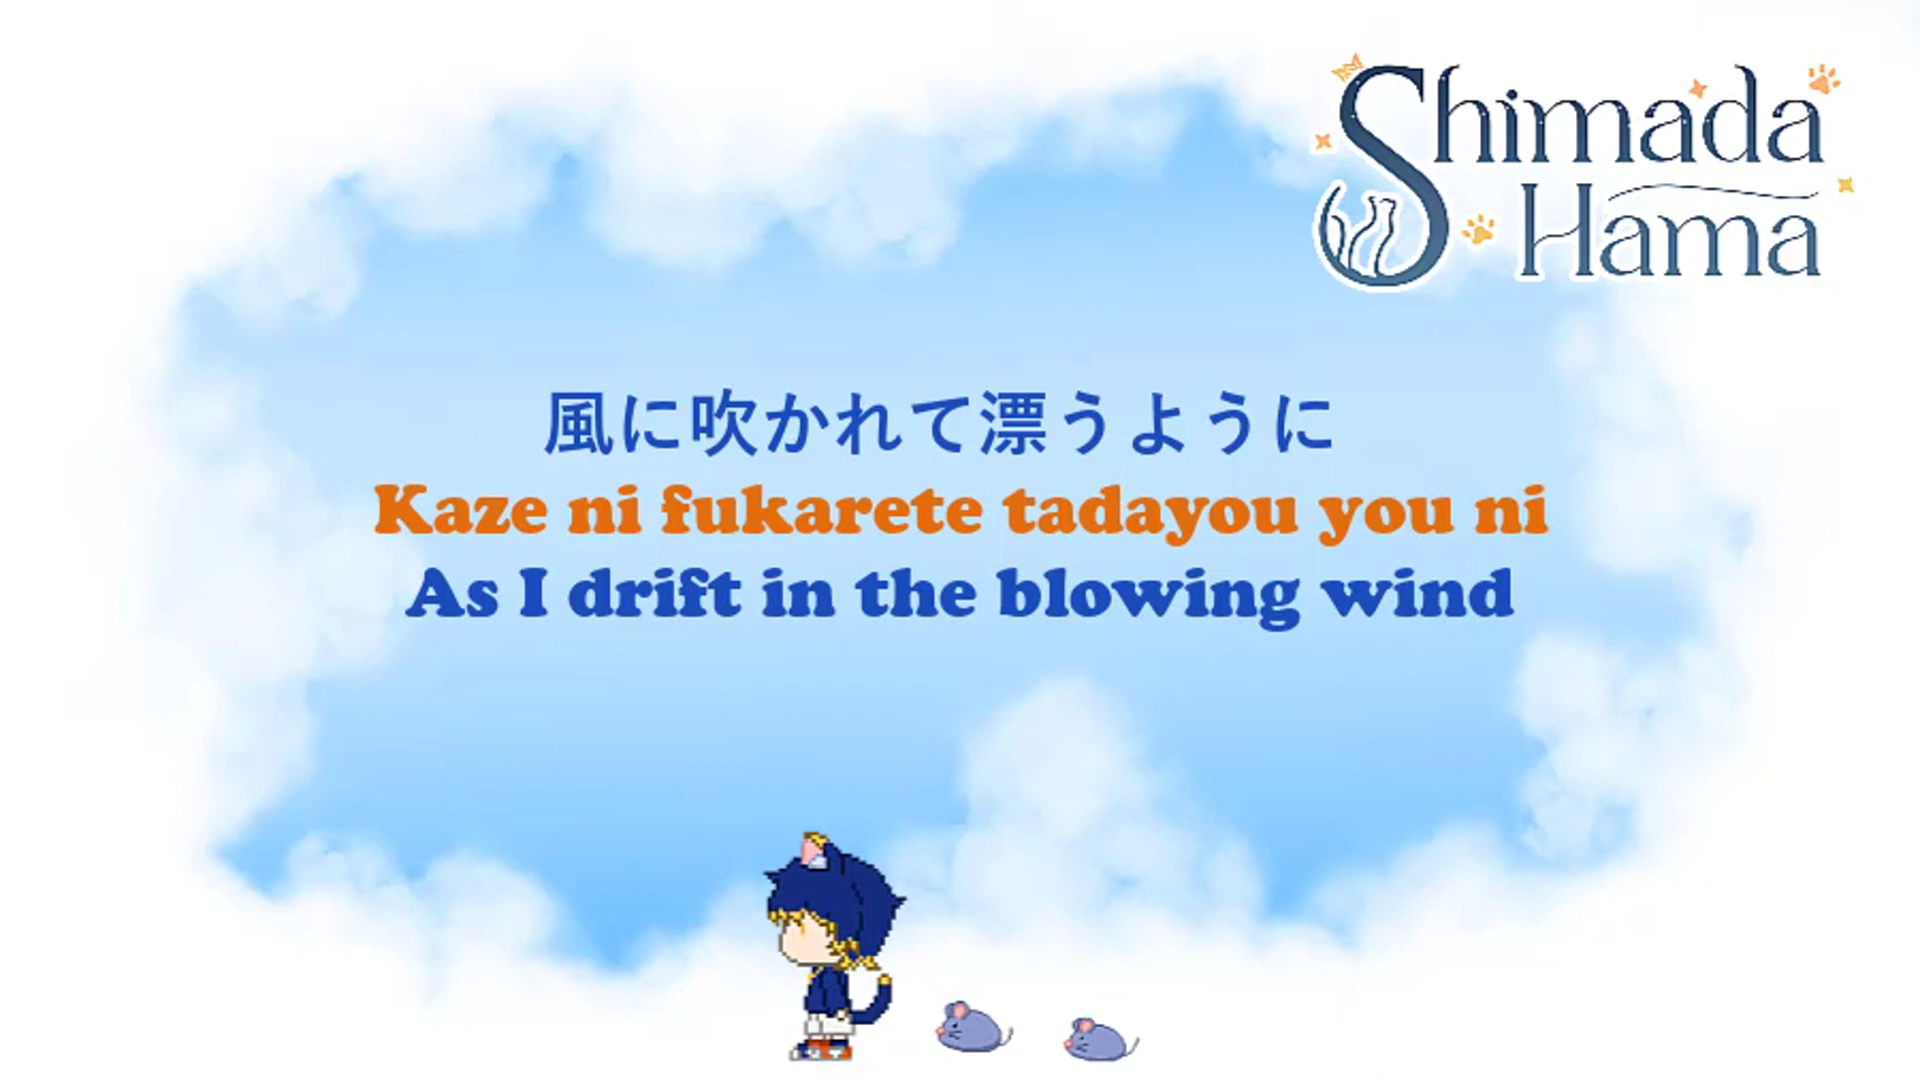 Shimada
Hama
風に吹かれて漂うように
Kaze ni fukarete tadayou you ni
As I drift in the blowing wind